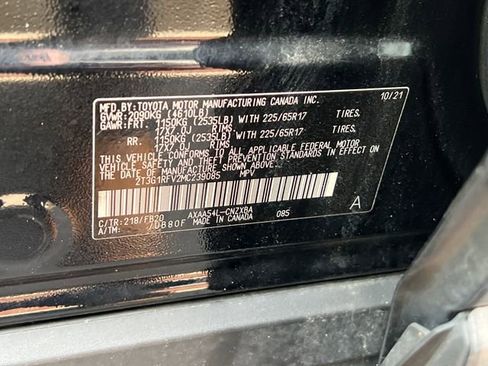 MFD. BY: TOYOTA MOTOR MANUFACTURING CANADA INC. 10/21
GVWR: 2090KG (4610LB)
GAWR: FRT. 1150KG (2535LB) WITH 225/65R17 TIRES,
17X7.0J RIMS,
RR. 1150KG (2535LB) WITH 225/65R17 TIRES,
17X7.0J RIMS,
THIS VEHICLE CONFORMS TO ALL APPLICABLE FEDERAL MOTOR
VEHICLE SAFETY AND THEFT PREVENTION STANDARDS IN EFFECT ON
THE DATE OF MANUFACTURE SHOWN ABOVE.
2T3G1RFV2MC239085 MPV
C/TR: 218/FB20 AXAA54L-CNZXBA 085 A
A/TM: /DB80F MADE IN CANADA